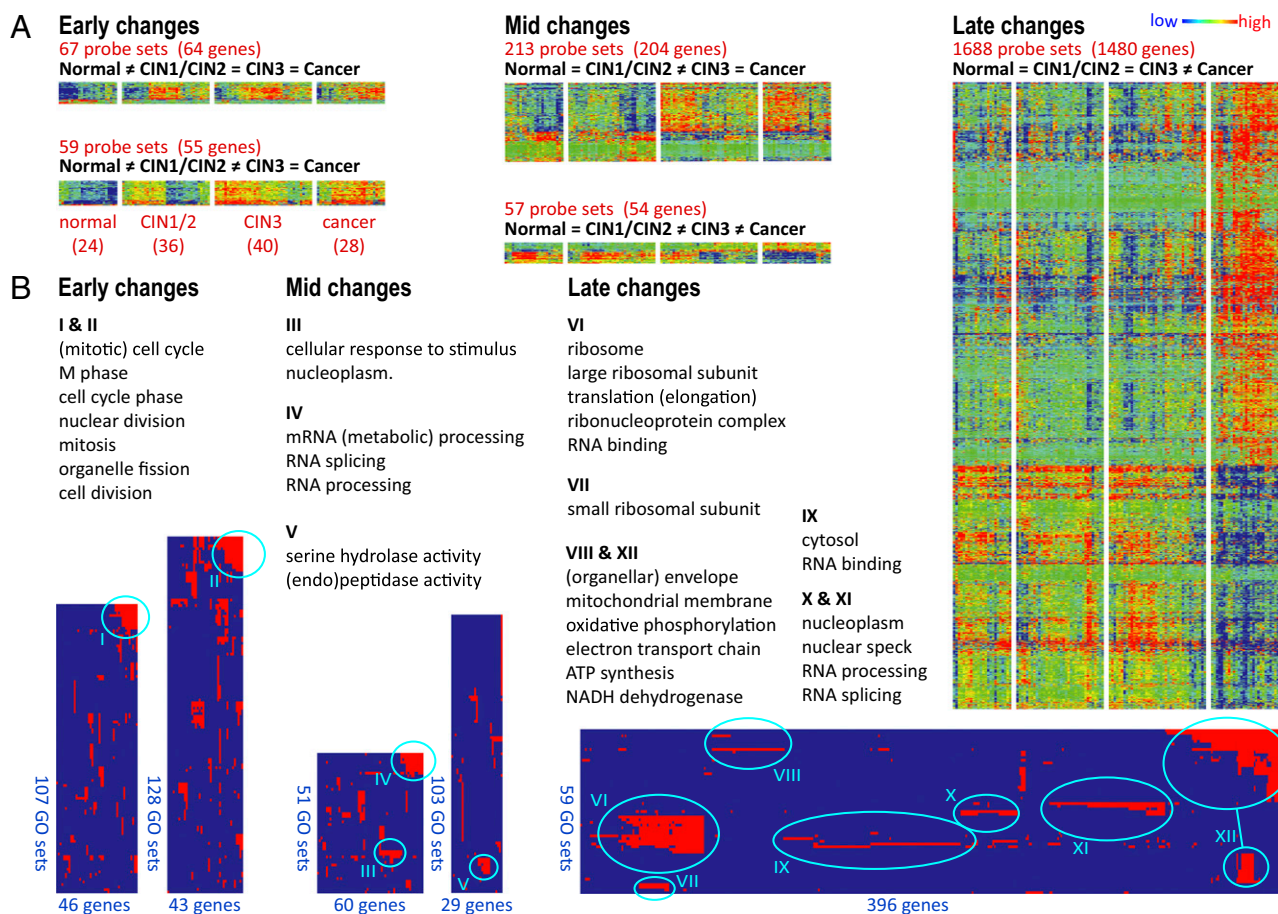 A
Early changes
67 probe sets (64 genes)
Normal ≠ CIN1/CIN2 = CIN3 = Cancer
59 probe sets (55 genes)
Normal ≠ CIN1/CIN2 ≠ CIN3 = Cancer
normal CIN1/2 CIN3 cancer
(24) (36) (40) (28)
Mid changes
213 probe sets (204 genes)
Normal = CIN1/CIN2 ≠ CIN3 = Cancer
57 probe sets (54 genes)
Normal = CIN1/CIN2 ≠ CIN3 ≠ Cancer
low high
Late changes
1688 probe sets (1480 genes)
Normal = CIN1/CIN2 = CIN3 ≠ Cancer
B
Early changes
I & II
(mitotic) cell cycle
M phase
cell cycle phase
nuclear division
mitosis
organelle fission
cell division
Mid changes
III
cellular response to stimulus
nucleoplasm.
IV
mRNA (metabolic) processing
RNA splicing
RNA processing
V
serine hydrolase activity
(endo)peptidase activity
Late changes
VI
ribosome
large ribosomal subunit
translation (elongation)
ribonucleoprotein complex
RNA binding
VII
small ribosomal subunit
VIII & XII
(organellar) envelope
mitochondrial membrane
oxidative phosphorylation
electron transport chain
ATP synthesis
NADH dehydrogenase
IX
cytosol
RNA binding
X & XI
nucleoplasm
nuclear speck
RNA processing
RNA splicing
107 GO sets
I
46 genes
128 GO sets
II
43 genes
51 GO sets
IV
III
60 genes
103 GO sets
V
29 genes
59 GO sets
VI
VII
VIII
IX
X
XI
XII
396 genes